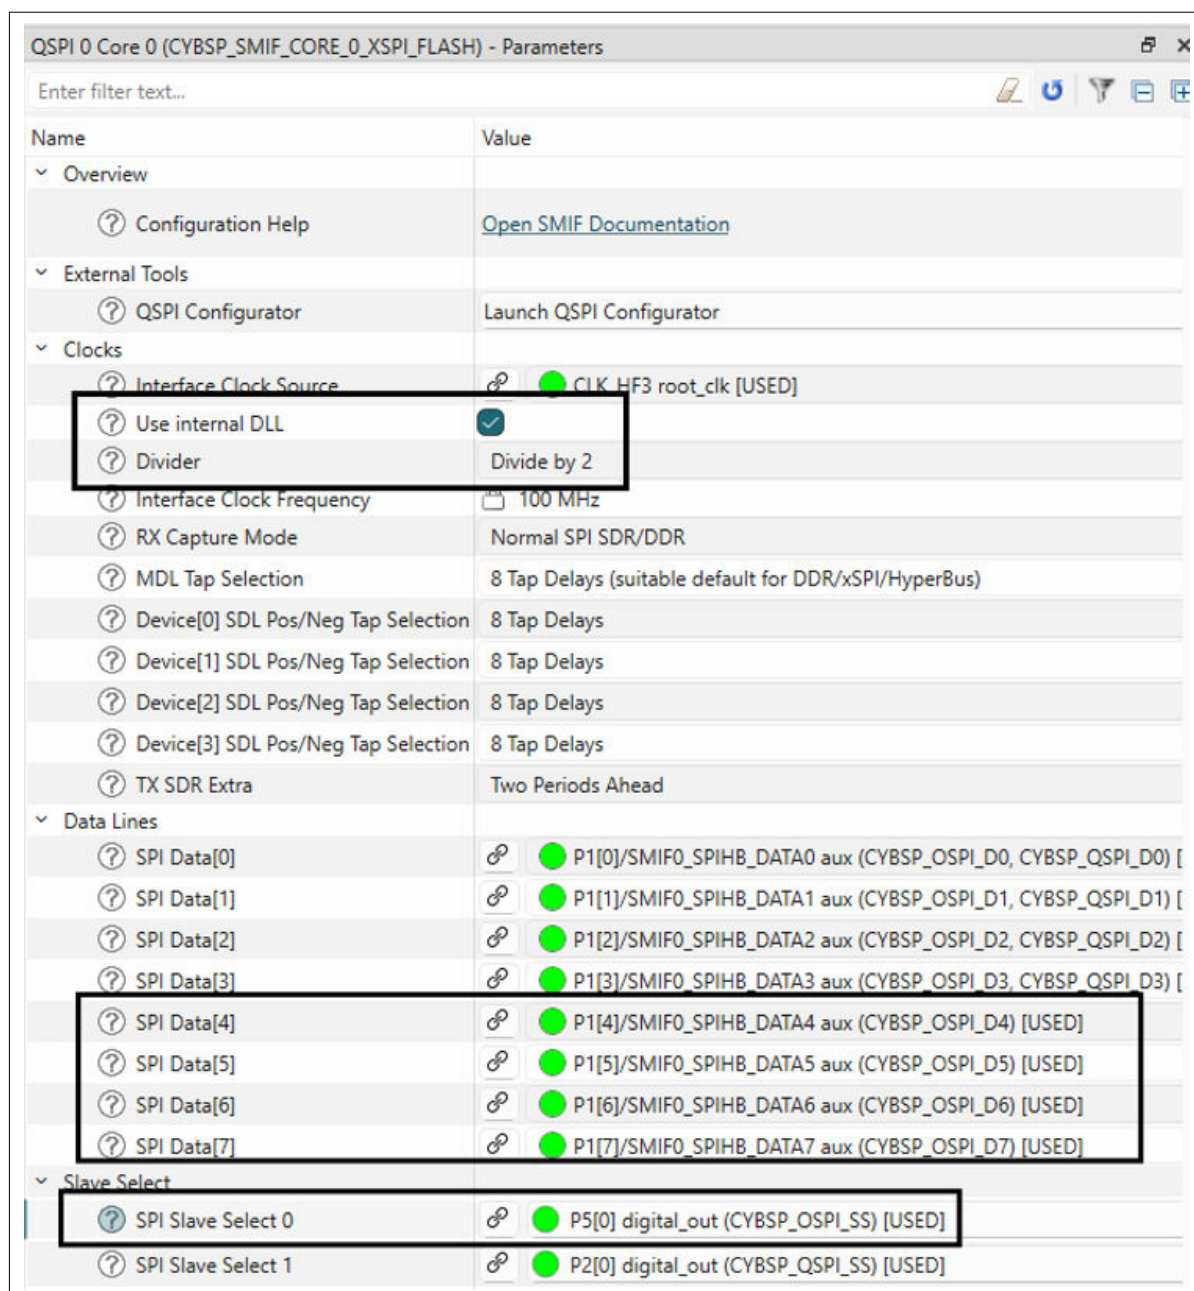 QSPI 0 Core 0 (CYBSP_SMIF_CORE_0_XSPI_FLASH) - Parameters
Enter filter text...
Name Value
Overview
Configuration Help Open SMIF Documentation
External Tools
QSPI Configurator Launch QSPI Configurator
Clocks
Interface Clock Source CLK_HF3 root_clk [USED]
Use internal DLL
Divider Divide by 2
Interface Clock Frequency 100 MHz
RX Capture Mode Normal SPI SDR/DDR
MDL Tap Selection 8 Tap Delays (suitable default for DDR/xSPI/HyperBus)
Device[0] SDL Pos/Neg Tap Selection 8 Tap Delays
Device[1] SDL Pos/Neg Tap Selection 8 Tap Delays
Device[2] SDL Pos/Neg Tap Selection 8 Tap Delays
Device[3] SDL Pos/Neg Tap Selection 8 Tap Delays
TX SDR Extra Two Periods Ahead
Data Lines
SPI Data[0] P1[0]/SMIF0_SPIHB_DATA0 aux (CYBSP_OSPI_D0, CYBSP_QSPI_D0) [
SPI Data[1] P1[1]/SMIF0_SPIHB_DATA1 aux (CYBSP_OSPI_D1, CYBSP_QSPI_D1) [
SPI Data[2] P1[2]/SMIF0_SPIHB_DATA2 aux (CYBSP_OSPI_D2, CYBSP_QSPI_D2) [
SPI Data[3] P1[3]/SMIF0_SPIHB_DATA3 aux (CYBSP_OSPI_D3, CYBSP_QSPI_D3) [
SPI Data[4] P1[4]/SMIF0_SPIHB_DATA4 aux (CYBSP_OSPI_D4) [USED]
SPI Data[5] P1[5]/SMIF0_SPIHB_DATA5 aux (CYBSP_OSPI_D5) [USED]
SPI Data[6] P1[6]/SMIF0_SPIHB_DATA6 aux (CYBSP_OSPI_D6) [USED]
SPI Data[7] P1[7]/SMIF0_SPIHB_DATA7 aux (CYBSP_OSPI_D7) [USED]
Slave Select
SPI Slave Select 0 P5[0] digital_out (CYBSP_OSPI_SS) [USED]
SPI Slave Select 1 P2[0] digital_out (CYBSP_QSPI_SS) [USED]